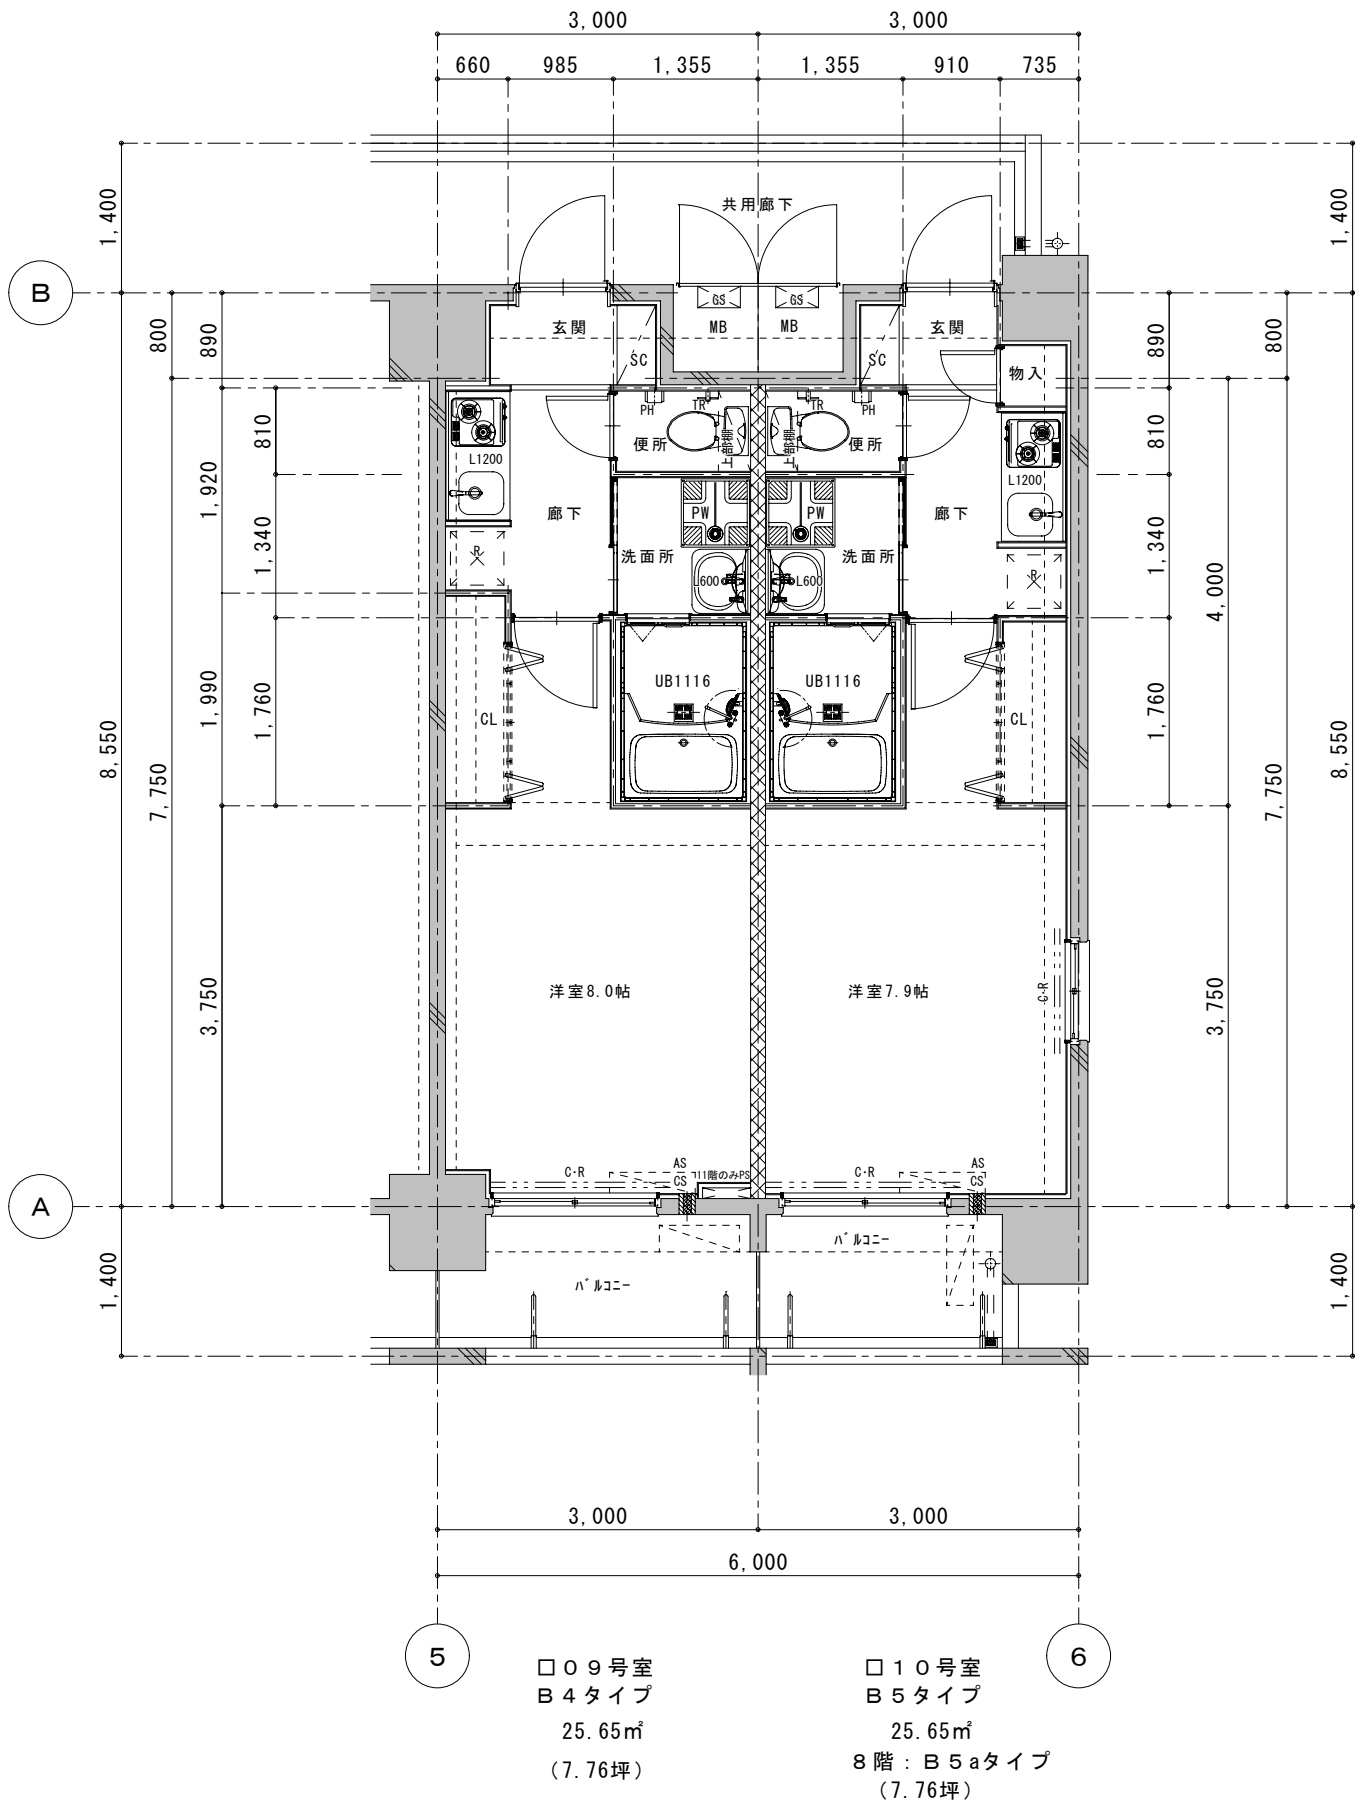 3,000
3,000
660
985
1,355
1,355
910
735
1,400
1,400
共用廊下
B
GS
GS
玄関
MB
MB
玄関
800
890
890
800
SC
SC
物入
PH
TR
TR
PH
便所
上部棚
上部棚
便所
810
810
L1200
L1200
1,920
廊下
PW
PW
廊下
1,340
1,340
R
洗面所
洗面所
R
L600
L600
4,000
UB1116
UB1116
1,990
1,760
CL
CL
1,760
8,550
8,550
7,750
7,750
3,750
洋室8.0帖
洋室7.9帖
C・R
3,750
C・R
AS
CS
11階のみPS
C・R
AS
CS
A
バルコニー
バルコニー
1,400
1,400
3,000
3,000
6,000
5
6
□09号室
B4タイプ
25.65㎡
(7.76坪)
□10号室
B5タイプ
25.65㎡
8階：B5aタイプ
(7.76坪)